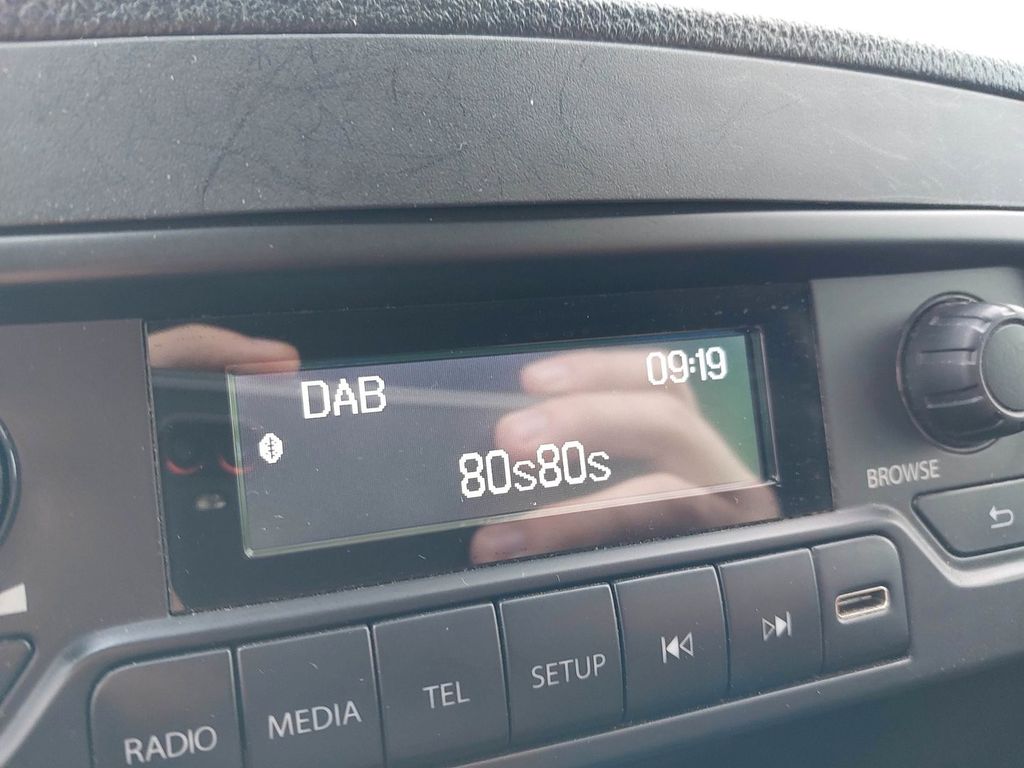 DAB
09:19
80s80s
BROWSE
RADIO
MEDIA
TEL
SETUP